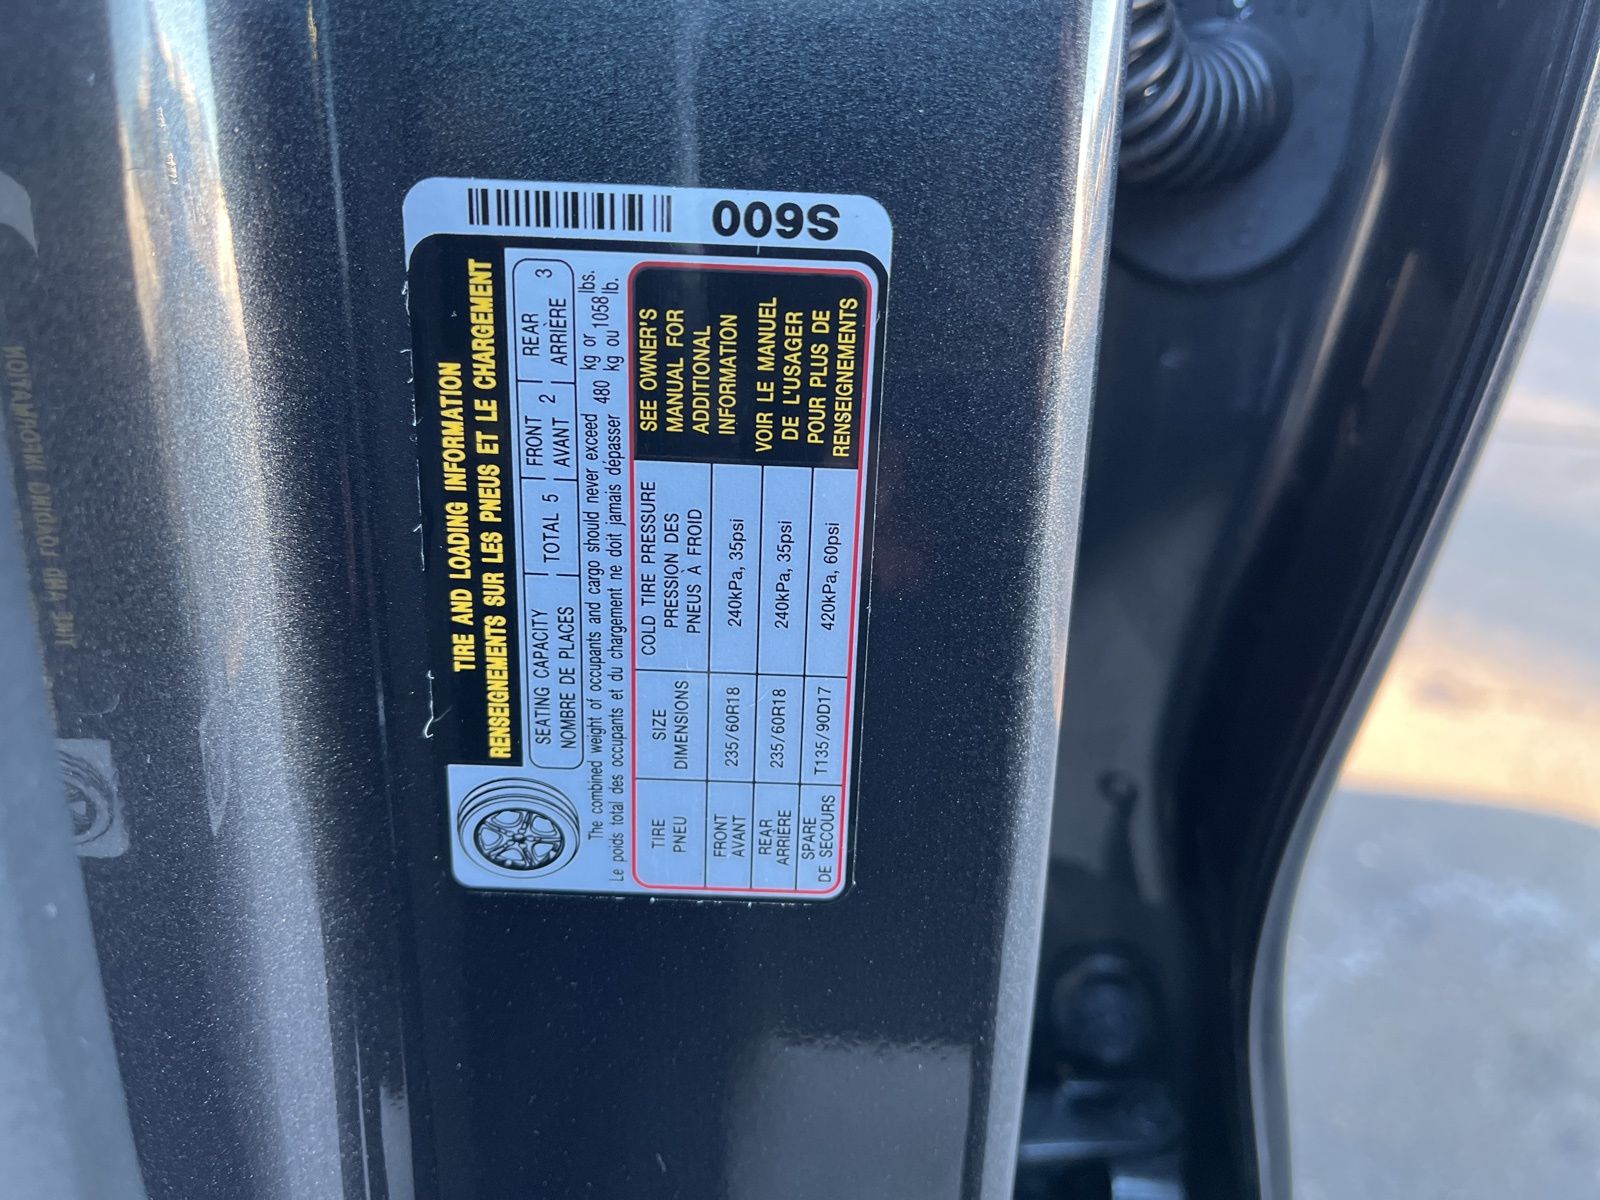 TIRE AND LOADING INFORMATION
RENSEIGNEMENTS SUR LES PNEUS ET LE CHARGEMENT
SEATING CAPACITY
NOMBRE DE PLACES
TOTAL 5
FRONT
AVANT 2
REAR
ARRIÈRE 3
The combined weight of occupants and cargo should never exceed 480 kg or 1058 lbs.
Le poids total des occupants et du chargement ne doit jamais dépasser 480 kg ou 1058 lb.
TIRE
PNEU
SIZE
DIMENSIONS
COLD TIRE PRESSURE
PRESSION DES
PNEUS À FROID
FRONT
AVANT
235/60R18
240kPa, 35psi
REAR
ARRIERE
235/60R18
240kPa, 35psi
SPARE
DE SECOURS
T135/90D17
420kPa, 60psi
SEE OWNER'S
MANUAL FOR
ADDITIONAL
INFORMATION
VOIR LE MANUEL
DE L'USAGER
POUR PLUS DE
RENSEIGNEMENTS
S600